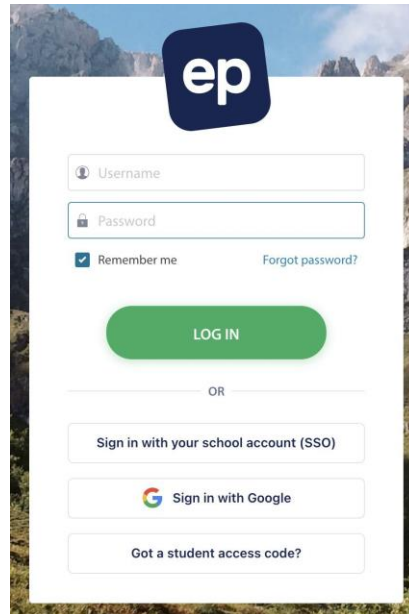 ep
Username
Password
Remember me Forgot password?
LOG IN
OR
Sign in with your school account (SSO)
Sign in with Google
Got a student access code?